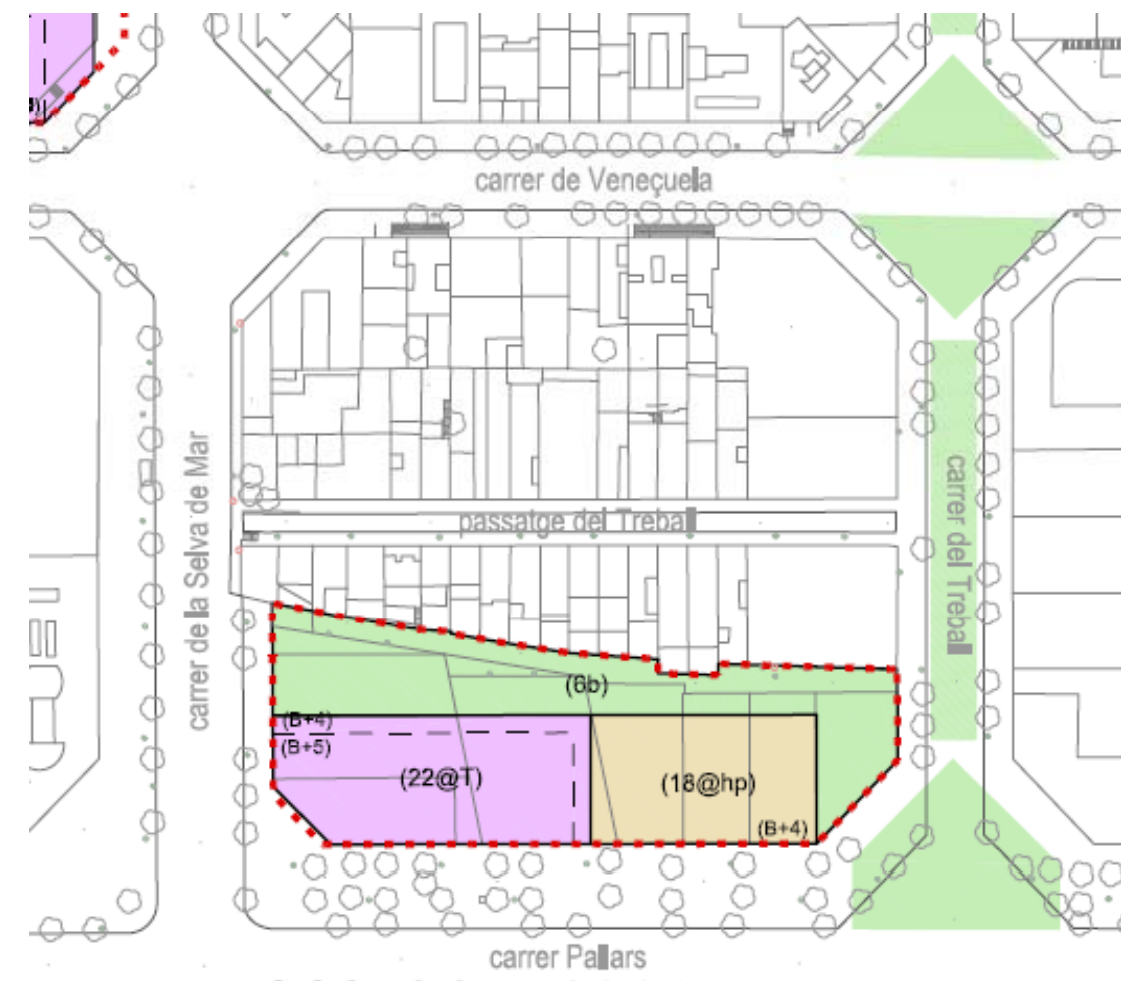 carrer de Veneçuela
carrer de la Selva de Mar
passatge del Treball
carrer del Treball
(6b)
(B+4)
(B+5)
(22@T)
(18@hp)
(B+4)
carrer Pallars